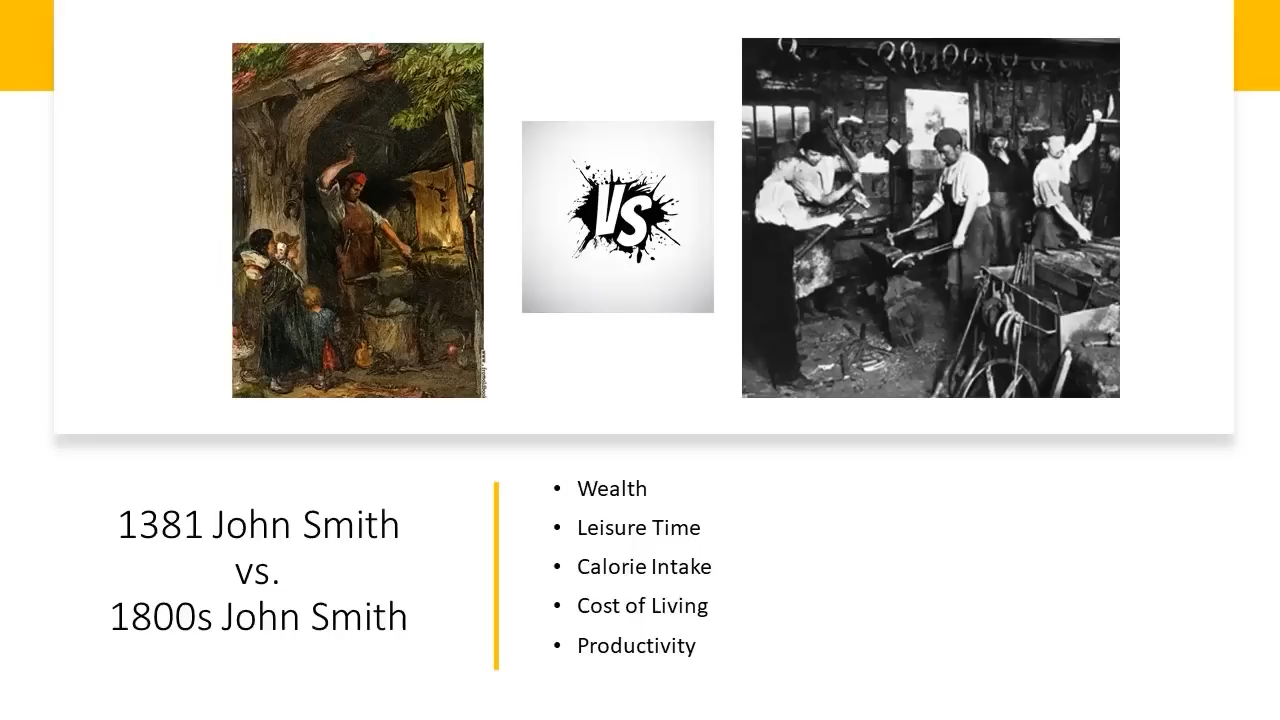 VS
1381 John Smith
vs.
1800s John Smith
• Wealth
• Leisure Time
• Calorie Intake
• Cost of Living
• Productivity